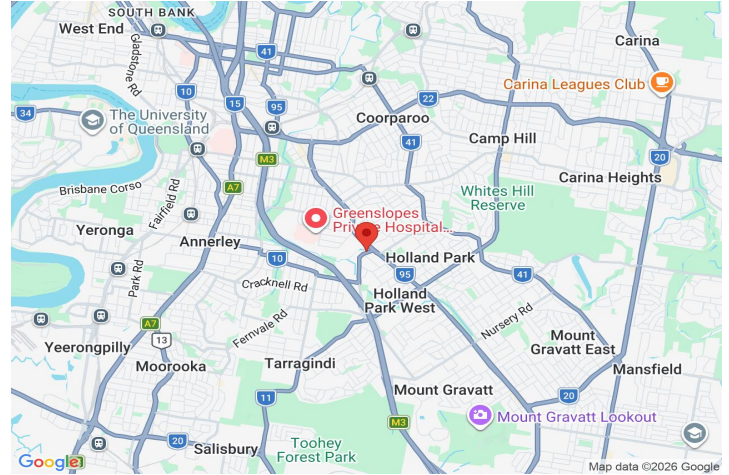 SOUTH BANK
West End
Gladstone Rd
41
Carina
10
15
95
22
Carina Leagues Club
34
The University
of Queensland
Coorparoo
41
Camp Hill
20
M3
Carina Heights
A7
Brisbane Corso
Fairfield Rd
Whites Hill
Reserve
Greenslopes
Private Hospital...
Yeronga
Annerley
10
Holland Park
95
41
Park Rd
Cracknell Rd
Holland
Park West
Nursery Rd
A7
13
Fernvale Rd
Yeerongpilly
Moorooka
Tarragindi
Mount
Gravatt East
Mansfield
11
Mount Gravatt
20
M3
Mount Gravatt Lookout
20
Salisbury
Toohey
Forest Park
Google
Map data ©2026 Google